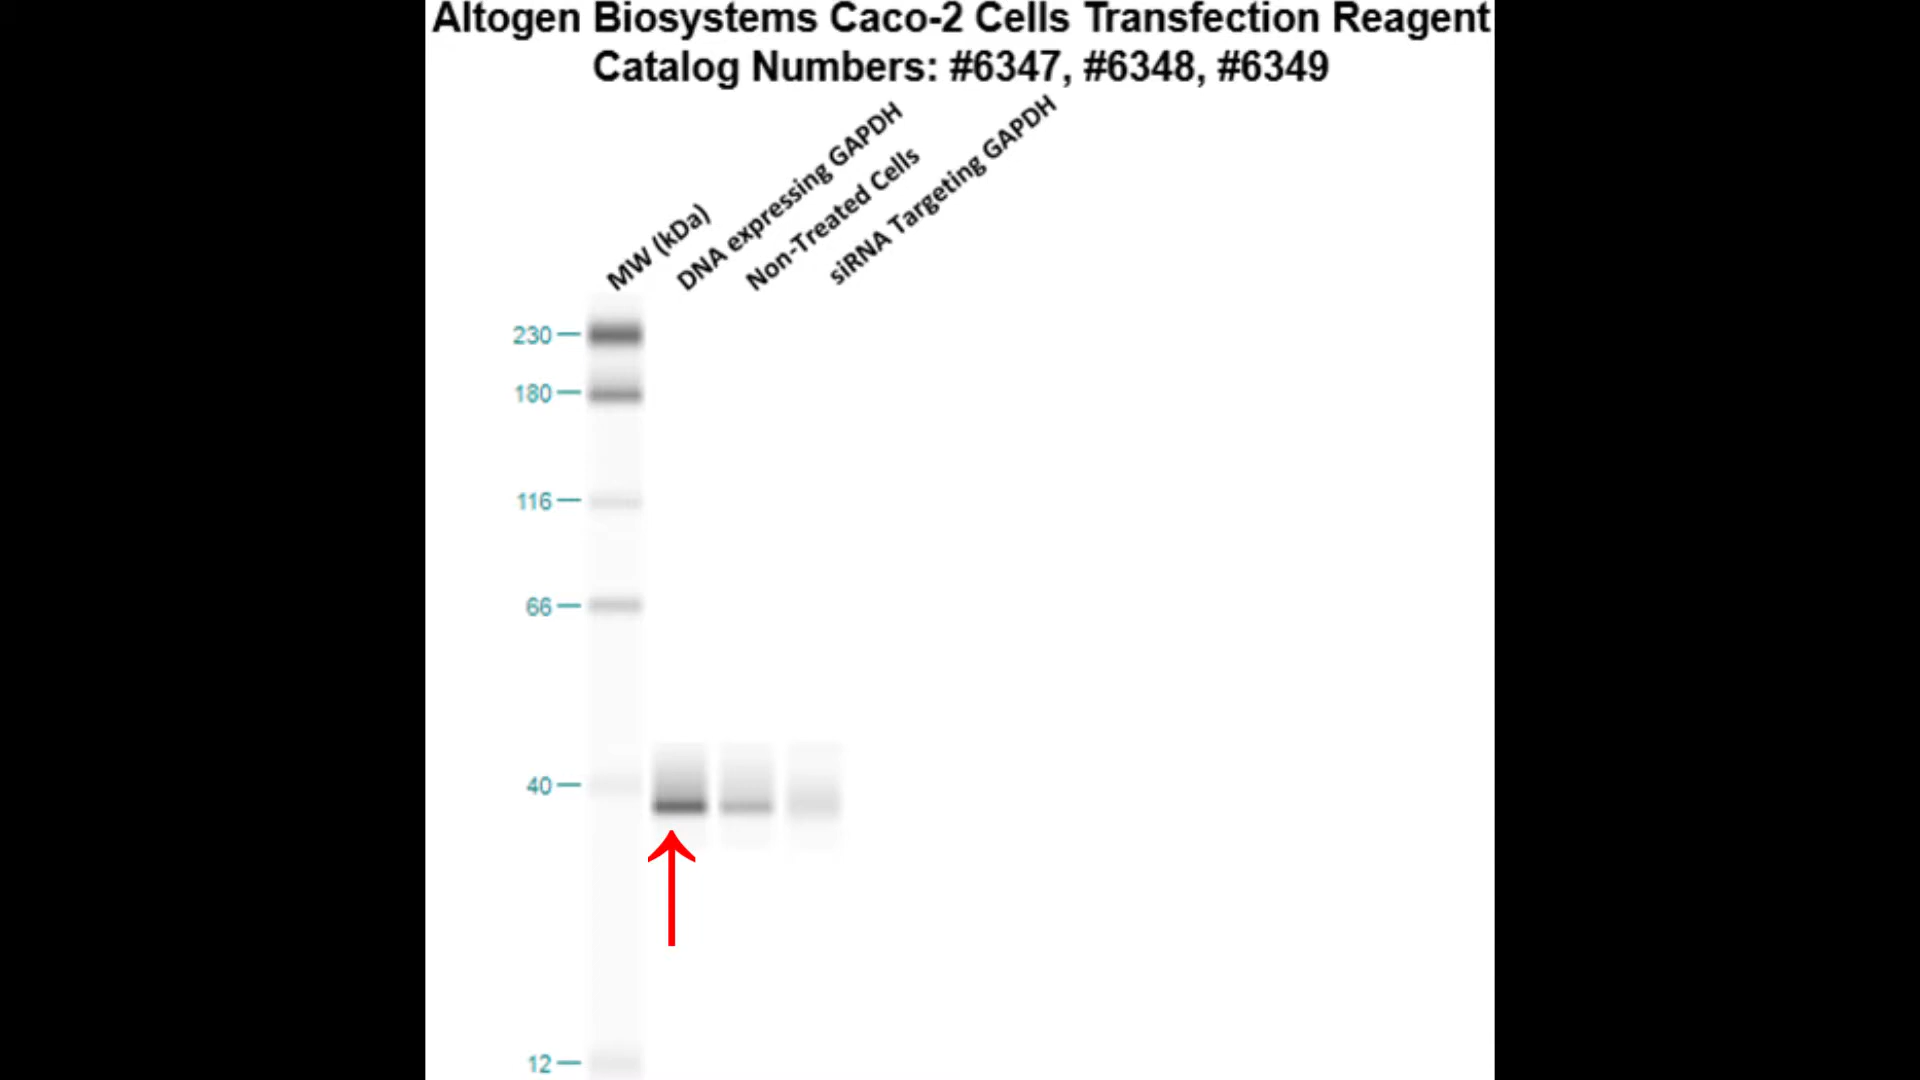 Altogen Biosystems Caco-2 Cells Transfection Reagent
Catalog Numbers: #6347, #6348, #6349
MW (kDa)
DNA expressing GAPDH
Non-Treated Cells
siRNA Targeting GAPDH
230
180
116
66
40
12